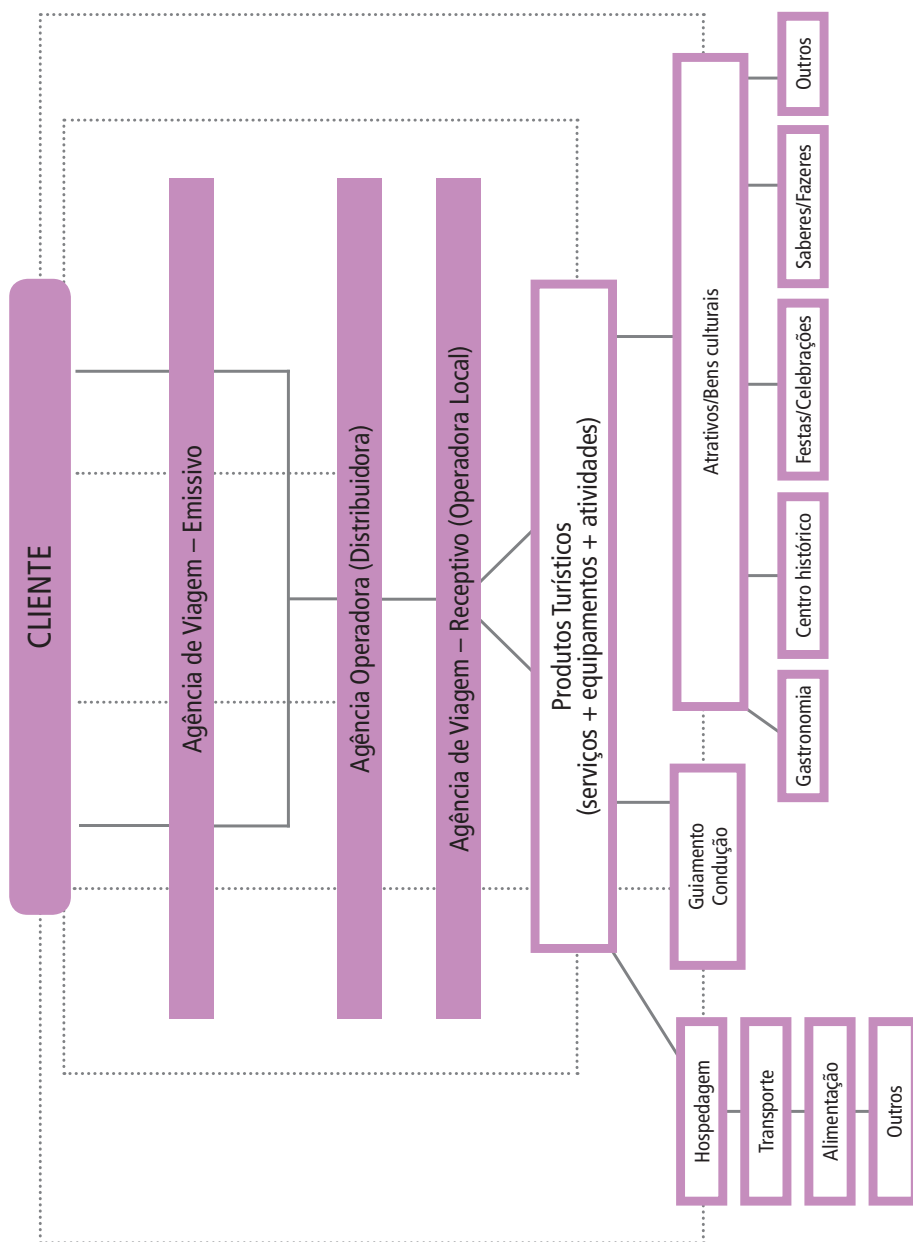 CLIENTE
Agência de Viagem – Emissivo
Agência Operadora (Distribuidora)
Agência de Viagem – Receptivo (Operadora Local)
Produtos Turísticos
(serviços + equipamentos + atividades)
Hospedagem
Transporte
Alimentação
Outros
Guiamento
Condução
Atrativos/Bens culturais
Gastronomia
Centro histórico
Festas/Celebrações
Saberes/Fazeres
Outros